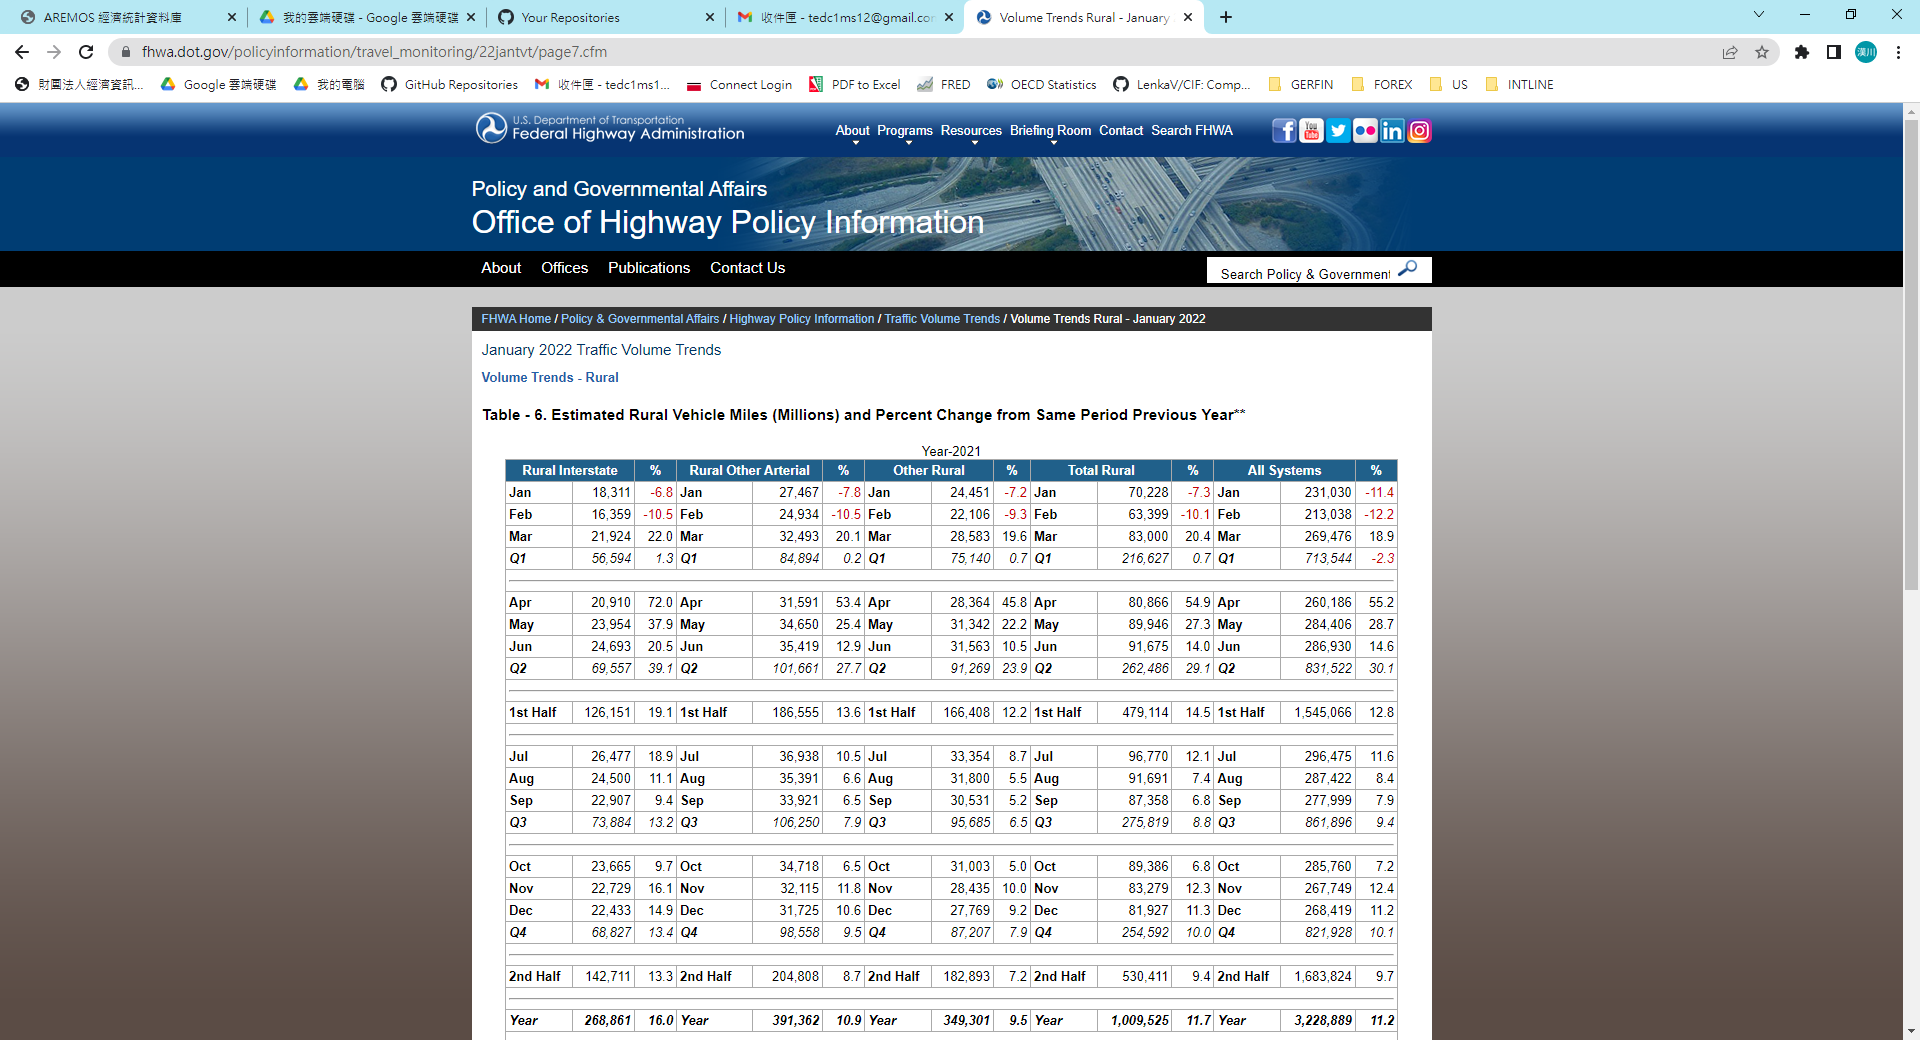 AREMOS 經濟統計資料庫
我的雲端硬碟 - Google 雲端硬碟
Your Repositories
收件匣 - tedc1ms12@gmail.com
Volume Trends Rural - January
fhwa.dot.gov/policyinformation/travel_monitoring/22jantvt/page7.cfm
漢川
財團法人經濟資訊...
Google 雲端硬碟
我的電腦
GitHub Repositories
收件匣 - tedc1ms1...
Connect Login
PDF to Excel
FRED
OECD Statistics
LenkaV/CIF: Comp...
GERFIN
FOREX
US
INTLINE
U.S. Department of Transportation
Federal Highway Administration
About Programs Resources Briefing Room Contact Search FHWA
You Tube
Policy and Governmental Affairs
Office of Highway Policy Information
About Offices Publications Contact Us
Search Policy & Government
FHWA Home / Policy & Governmental Affairs / Highway Policy Information / Traffic Volume Trends / Volume Trends Rural - January 2022
January 2022 Traffic Volume Trends
Volume Trends - Rural
Table - 6. Estimated Rural Vehicle Miles (Millions) and Percent Change from Same Period Previous Year**
Year-2021
Rural Interstate % Rural Other Arterial % Other Rural % Total Rural % All Systems %
Jan 18,311 -6.8 Jan 27,467 -7.8 Jan 24,451 -7.2 Jan 70,228 -7.3 Jan 231,030 -11.4
Feb 16,359 -10.5 Feb 24,934 -10.5 Feb 22,106 -9.3 Feb 63,399 -10.1 Feb 213,038 -12.2
Mar 21,924 22.0 Mar 32,493 20.1 Mar 28,583 19.6 Mar 83,000 20.4 Mar 269,476 18.9
Q1 56,594 1.3 Q1 84,894 0.2 Q1 75,140 0.7 Q1 216,627 0.7 Q1 713,544 -2.3
Apr 20,910 72.0 Apr 31,591 53.4 Apr 28,364 45.8 Apr 80,866 54.9 Apr 260,186 55.2
May 23,954 37.9 May 34,650 25.4 May 31,342 22.2 May 89,946 27.3 May 284,406 28.7
Jun 24,693 20.5 Jun 35,419 12.9 Jun 31,563 10.5 Jun 91,675 14.0 Jun 286,930 14.6
Q2 69,557 39.1 Q2 101,661 27.7 Q2 91,269 23.9 Q2 262,486 29.1 Q2 831,522 30.1
1st Half 126,151 19.1 1st Half 186,555 13.6 1st Half 166,408 12.2 1st Half 479,114 14.5 1st Half 1,545,066 12.8
Jul 26,477 18.9 Jul 36,938 10.5 Jul 33,354 8.7 Jul 96,770 12.1 Jul 296,475 11.6
Aug 24,500 11.1 Aug 35,391 6.6 Aug 31,800 5.5 Aug 91,691 7.4 Aug 287,422 8.4
Sep 22,907 9.4 Sep 33,921 6.5 Sep 30,531 5.2 Sep 87,358 6.8 Sep 277,999 7.9
Q3 73,884 13.2 Q3 106,250 7.9 Q3 95,685 6.5 Q3 275,819 8.8 Q3 861,896 9.4
Oct 23,665 9.7 Oct 34,718 6.5 Oct 31,003 5.0 Oct 89,386 6.8 Oct 285,760 7.2
Nov 22,729 16.1 Nov 32,115 11.8 Nov 28,435 10.0 Nov 83,279 12.3 Nov 267,749 12.4
Dec 22,433 14.9 Dec 31,725 10.6 Dec 27,769 9.2 Dec 81,927 11.3 Dec 268,419 11.2
Q4 68,827 13.4 Q4 98,558 9.5 Q4 87,207 7.9 Q4 254,592 10.0 Q4 821,928 10.1
2nd Half 142,711 13.3 2nd Half 204,808 8.7 2nd Half 182,893 7.2 2nd Half 530,411 9.4 2nd Half 1,683,824 9.7
Year 268,861 16.0 Year 391,362 10.9 Year 349,301 9.5 Year 1,009,525 11.7 Year 3,228,889 11.2